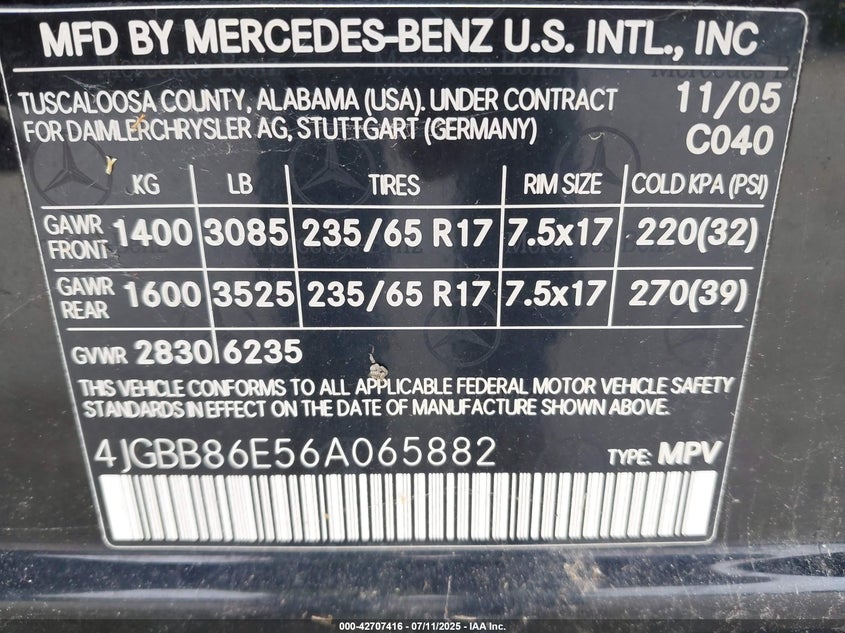 MFD BY MERCEDES-BENZ U.S. INTL., INC
TUSCALOOSA COUNTY, ALABAMA (USA). UNDER CONTRACT 11/05
FOR DAIMLERCHRYSLER AG, STUTTGART (GERMANY) C040
KG LB TIRES RIM SIZE COLD KPA (PSI)
GAWR FRONT 1400 3085 235/65 R17 7.5x17 220(32)
GAWR REAR 1600 3525 235/65 R17 7.5x17 270(39)
GVWR 2830 6235
THIS VEHICLE CONFORMS TO ALL APPLICABLE FEDERAL MOTOR VEHICLE SAFETY
STANDARDS IN EFFECT ON THE DATE OF MANUFACTURE SHOWN ABOVE.
4JGBB86E56A065882 TYPE: MPV
000-42707416 - 07/11/2025 - IAA Inc.